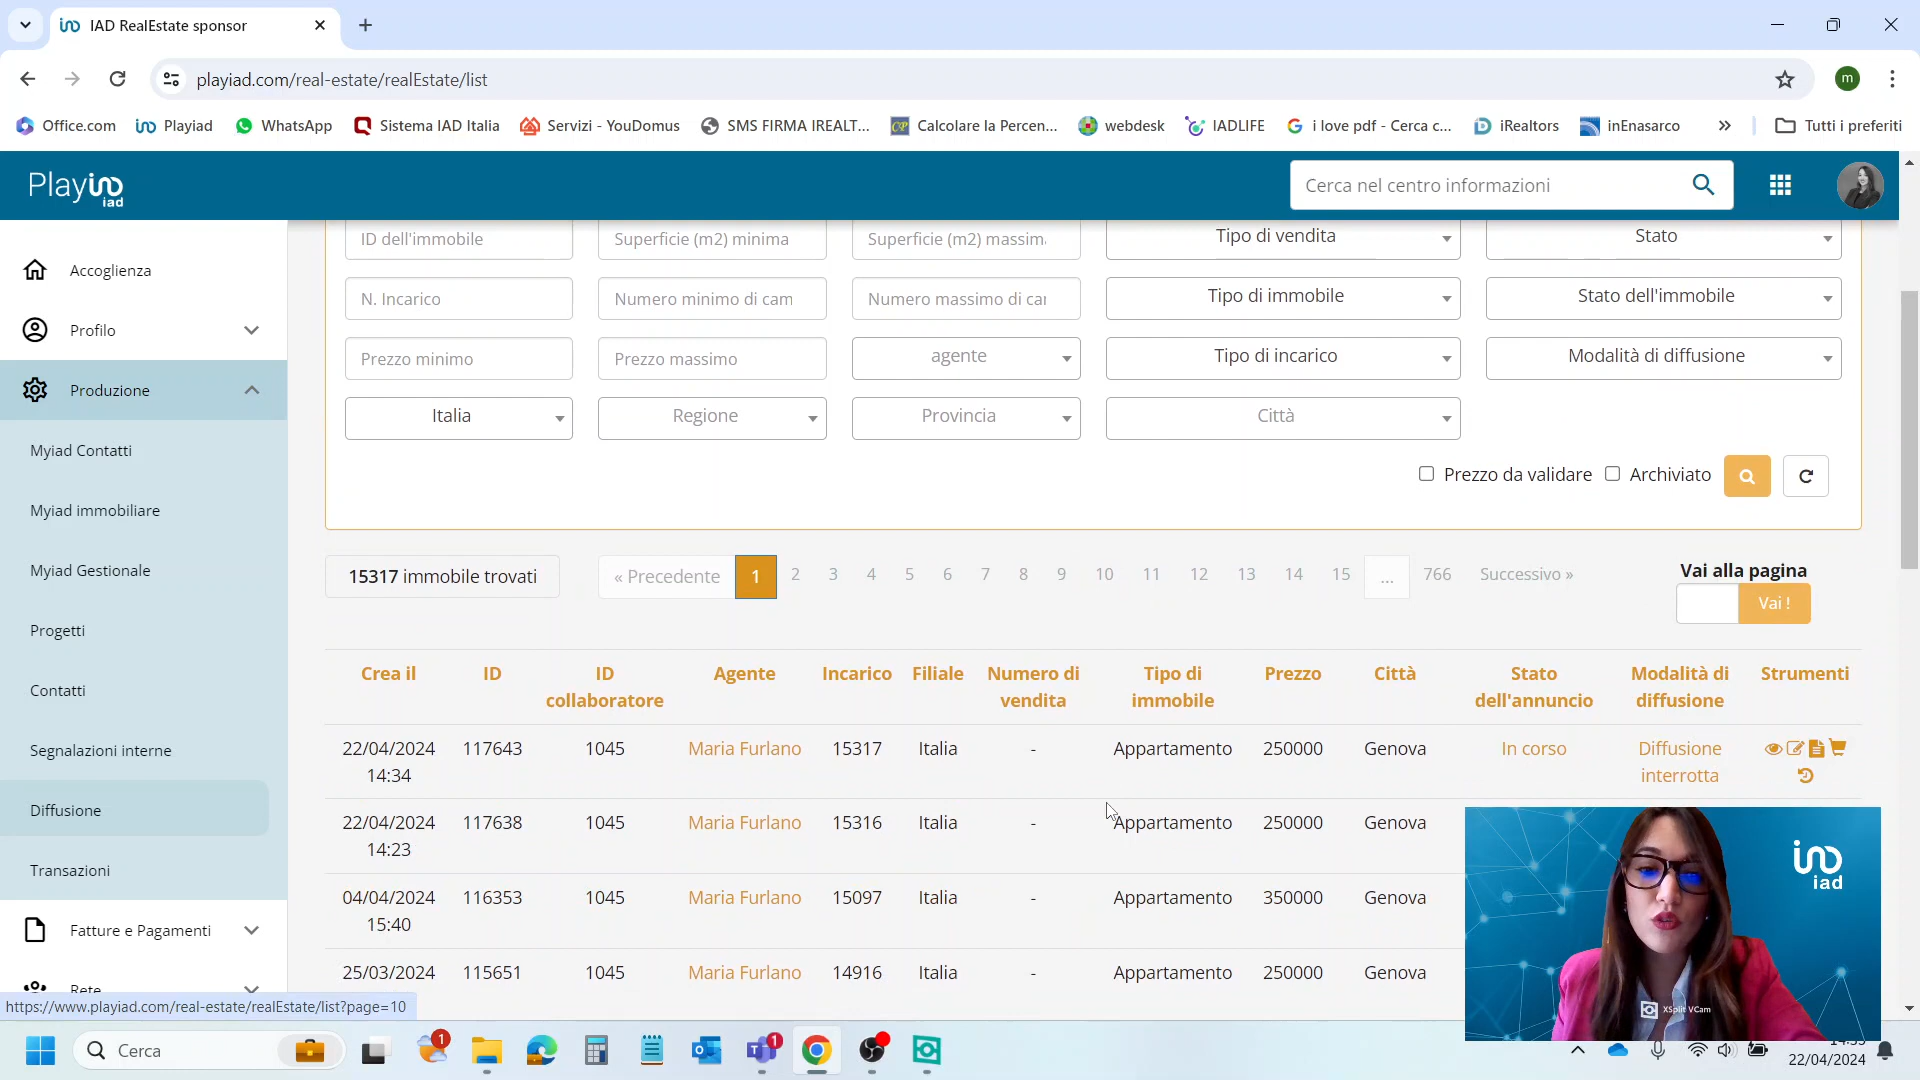 IAD RealEstate sponsor
playiad.com/real-estate/realEstate/list
m
Office.com
Playiad
WhatsApp
Sistema IAD Italia
Servizi - YouDomus
SMS FIRMA IREALT...
Calcolare la Percen...
webdesk
IADLIFE
i love pdf - Cerca c...
iRealtors
inEnasarco
»
Tutti i preferiti
Play iad
Cerca nel centro informazioni
Accoglienza
Profilo
Produzione
Myiad Contatti
Myiad immobiliare
Myiad Gestionale
Progetti
Contatti
Segnalazioni interne
Diffusione
Transazioni
Fatture e Pagamenti
Rete
ID dell'immobile
Superficie (m2) minima
Superficie (m2) massim
Tipo di vendita
Stato
N. Incarico
Numero minimo di cam
Numero massimo di ca
Tipo di immobile
Stato dell'immobile
Prezzo minimo
Prezzo massimo
agente
Tipo di incarico
Modalità di diffusione
Italia
Regione
Provincia
Città
Prezzo da validare
Archiviato
15317 immobile trovati
« Precedente 1 2 3 4 5 6 7 8 9 10 11 12 13 14 15 ... 766 Successivo »
Vai alla pagina
Vai !
Crea il ID ID collaboratore Agente Incarico Filiale Numero di vendita Tipo di immobile Prezzo Città Stato dell'annuncio Modalità di diffusione Strumenti
22/04/2024 14:34 117643 1045 Maria Furlano 15317 Italia - Appartamento 250000 Genova In corso Diffusione interrotta
22/04/2024 14:23 117638 1045 Maria Furlano 15316 Italia - Appartamento 250000 Genova
04/04/2024 15:40 116353 1045 Maria Furlano 15097 Italia - Appartamento 350000 Genova
25/03/2024 115651 1045 Maria Furlano 14916 Italia - Appartamento 250000 Genova
iad
XSplit VCam
https://www.playiad.com/real-estate/realEstate/list?page=10
Cerca
1
1
22/04/2024